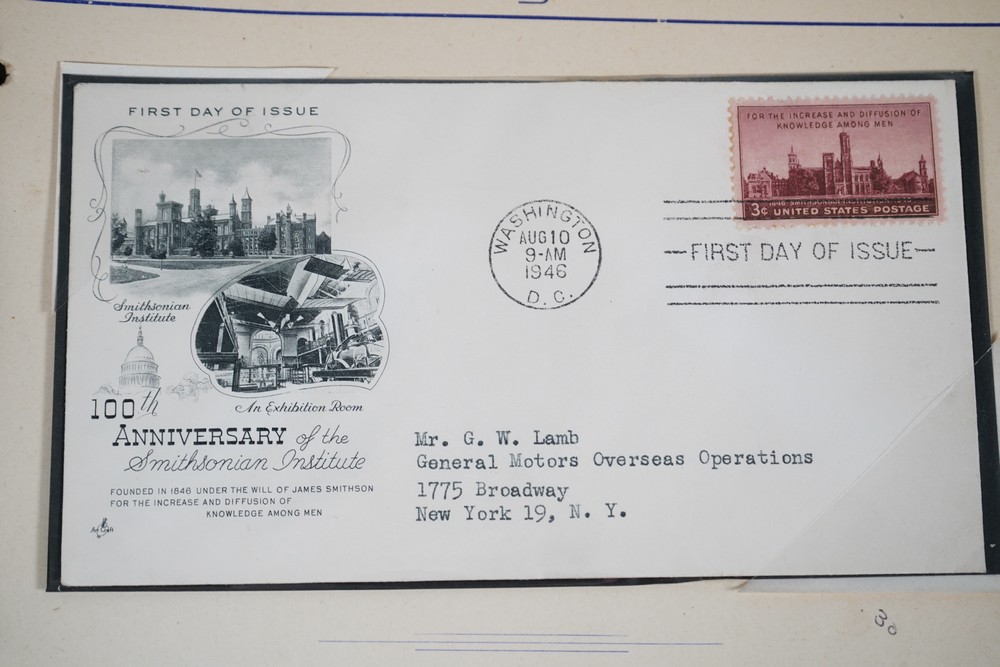 FIRST DAY OF ISSUE
FOR THE INCREASE AND DIFFUSION OF
KNOWLEDGE AMONG MEN
3¢ UNITED STATES POSTAGE
WASHINGTON
AUG 10
9-AM
1946
D. C.
FIRST DAY OF ISSUE
Smithsonian
Institute
An Exhibition Room
100th
ANNIVERSARY of the
Smithsonian Institute
FOUNDED IN 1846 UNDER THE WILL OF JAMES SMITHSON
FOR THE INCREASE AND DIFFUSION OF
KNOWLEDGE AMONG MEN
Art Craft
Mr. G. W. Lamb
General Motors Overseas Operations
1775 Broadway
New York 19, N. Y.
30